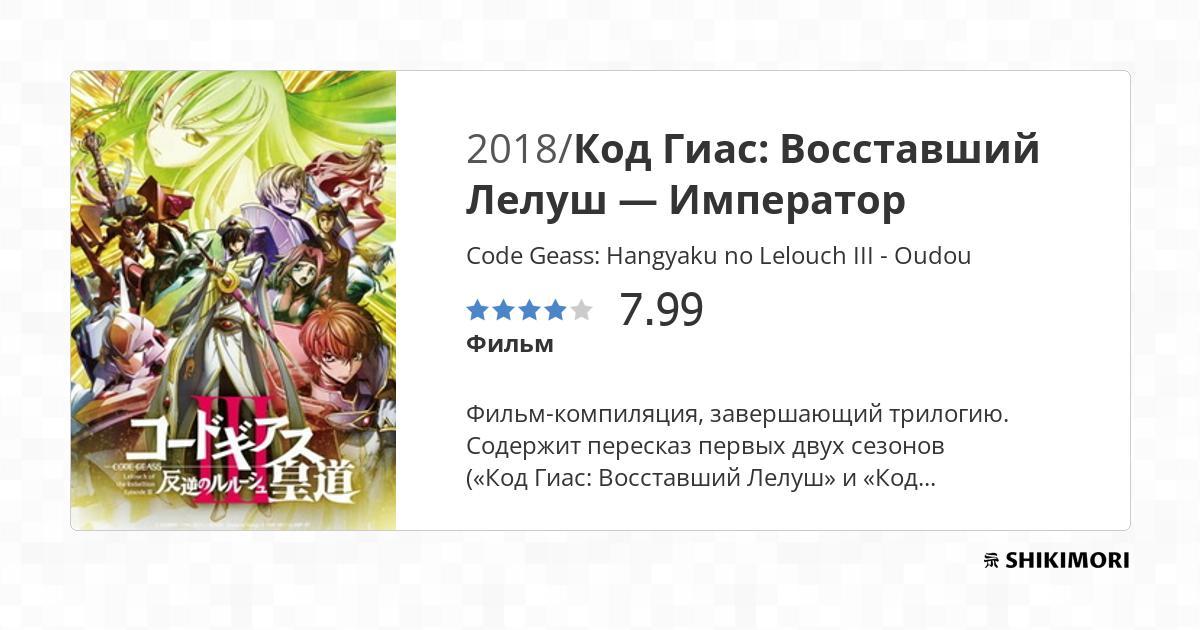 2018/Код Гиас: Восставший
Лелуш — Император
Code Geass: Hangyaku no Lelouch III - Oudou
7.99
Фильм
Фильм-компиляция, завершающий трилогию.
Содержит пересказ первых двух сезонов
(«Код Гиас: Восставший Лелуш» и «Код...
III
コードギアス
CODE GEASS
Lelouch of
the Rebellion
Episode III
反逆のルルーシュ
皇道
SHIKIMORI